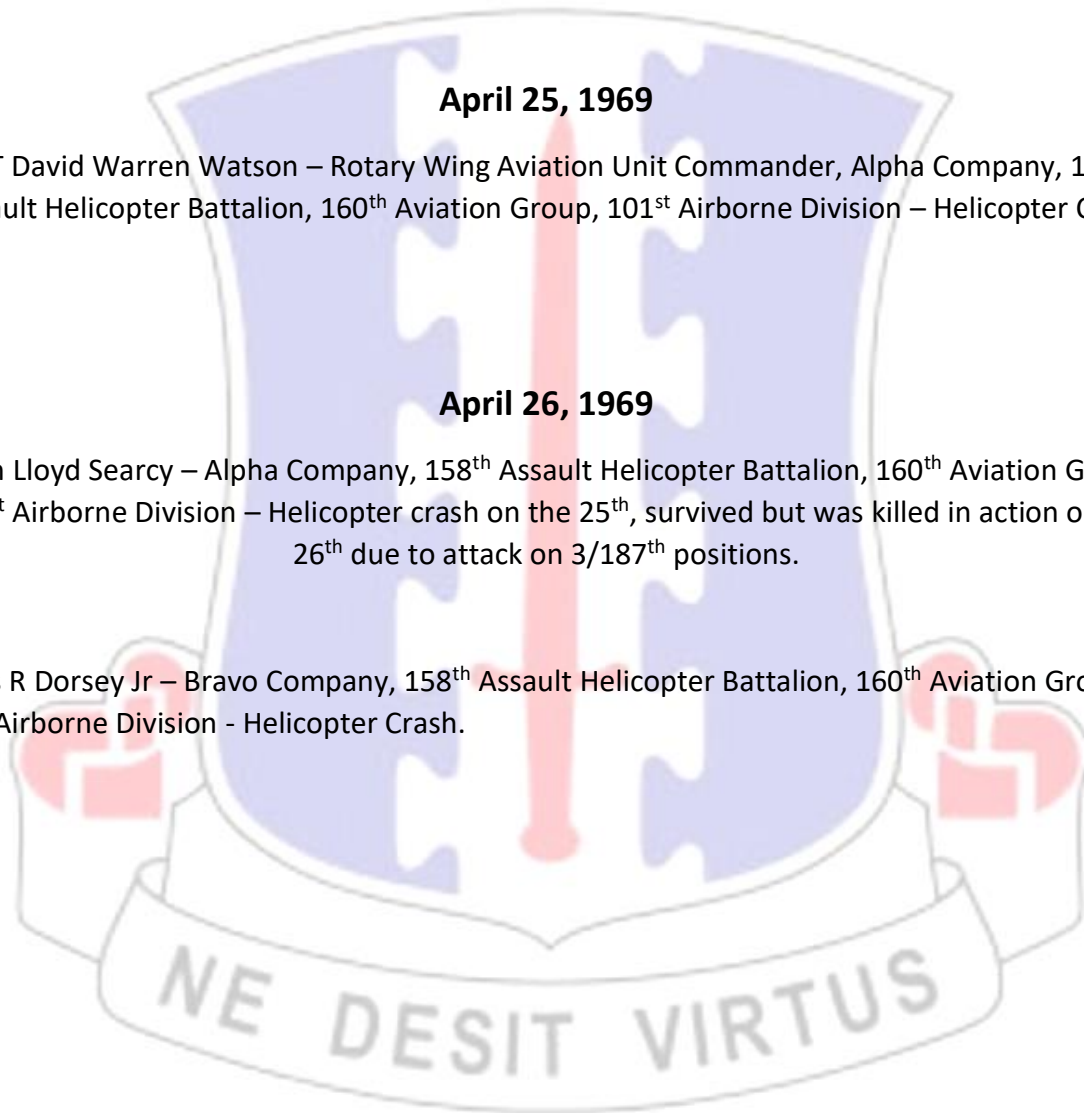 April 25, 1969
T David Warren Watson – Rotary Wing Aviation Unit Commander, Alpha Company, 1
ault Helicopter Battalion, 160th Aviation Group, 101st Airborne Division – Helicopter C
April 26, 1969
n Lloyd Searcy – Alpha Company, 158th Assault Helicopter Battalion, 160th Aviation G
t Airborne Division – Helicopter crash on the 25th, survived but was killed in action o
26th due to attack on 3/187th positions.
s R Dorsey Jr – Bravo Company, 158th Assault Helicopter Battalion, 160th Aviation Gro
Airborne Division - Helicopter Crash.
NE DESIT VIRTUS